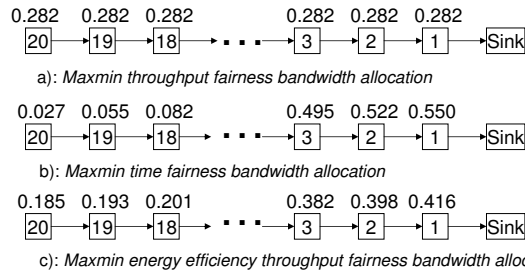 0.282 0.282 0.282 0.282 0.282 0.282
20 19 18 ... 3 2 1 Sink
a): Maxmin throughput fairness bandwidth allocation
0.027 0.055 0.082 0.495 0.522 0.550
20 19 18 ... 3 2 1 Sink
b): Maxmin time fairness bandwidth allocation
0.185 0.193 0.201 0.382 0.398 0.416
20 19 18 ... 3 2 1 Sink
c): Maxmin energy efficiency throughput fairness bandwidth allo